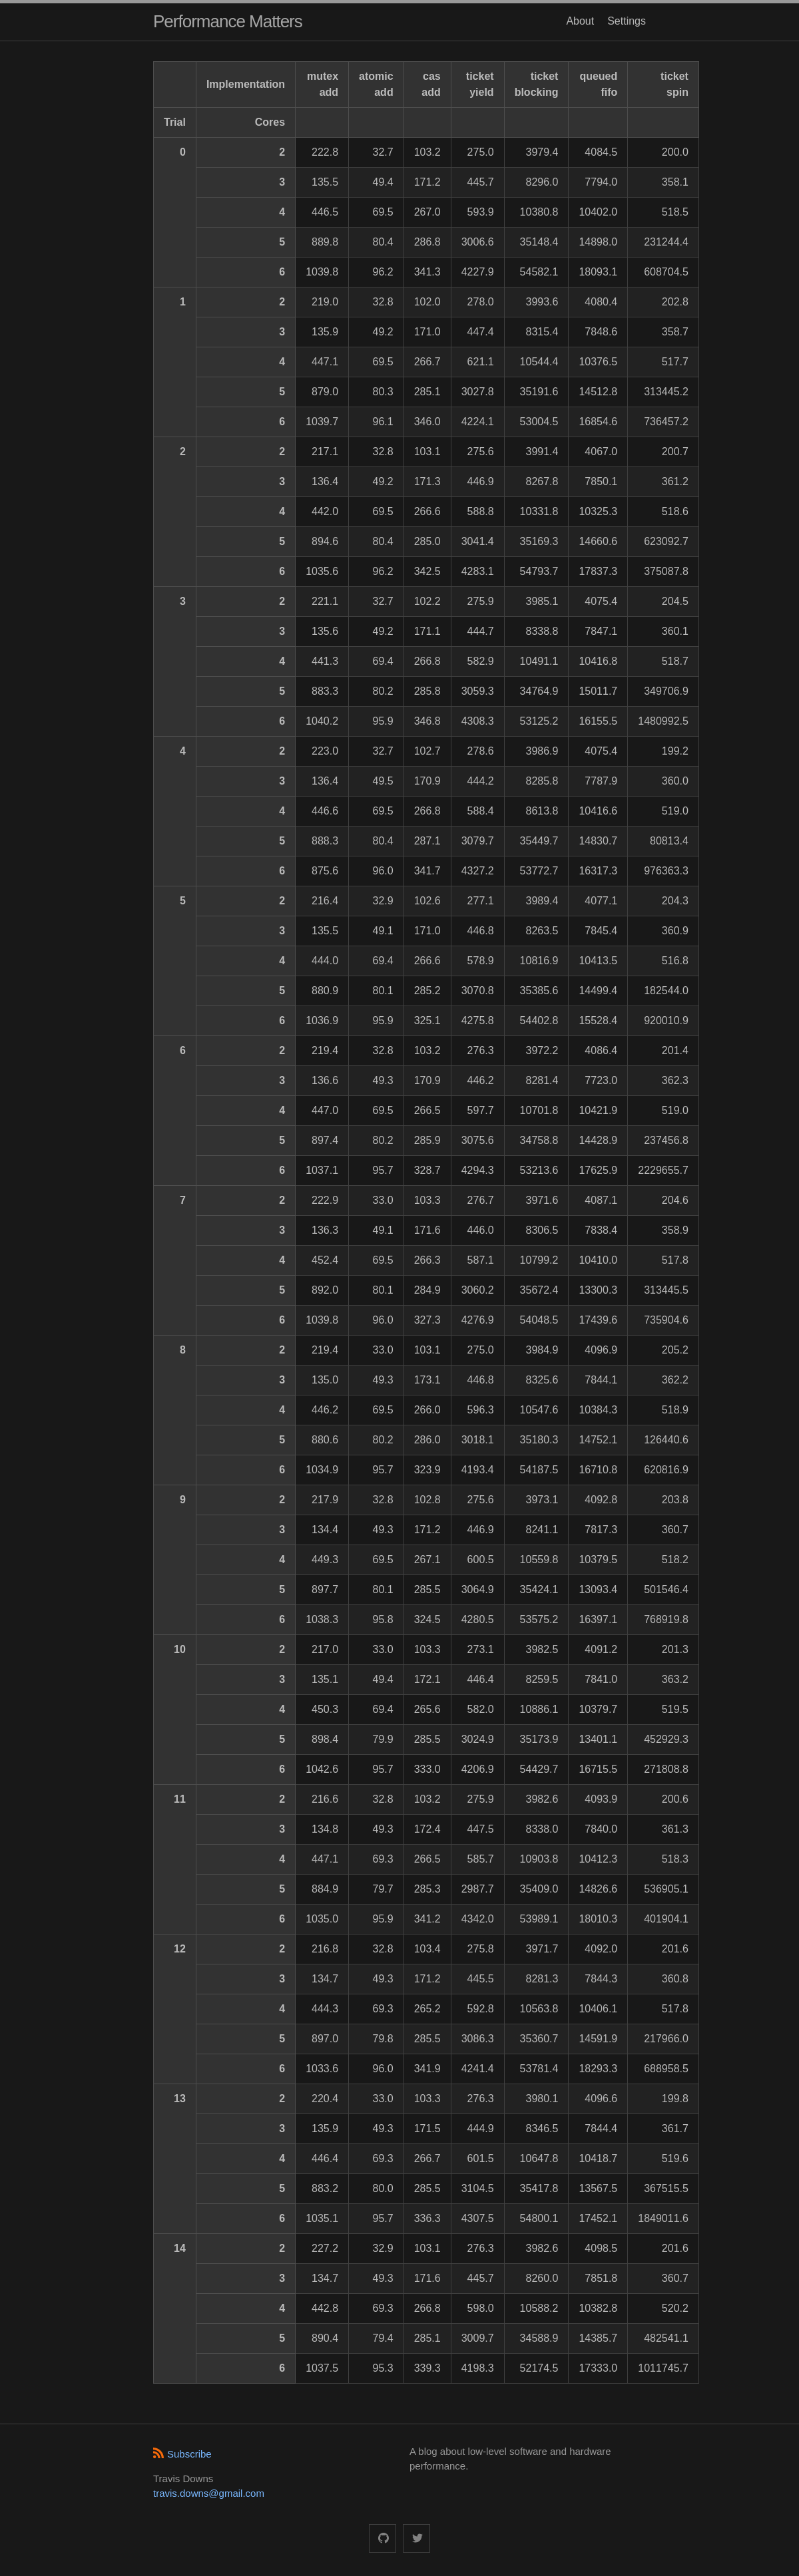 Performance Matters
About Settings
Implementation mutex add atomic add cas add ticket yield ticket blocking queued fifo ticket spin
Trial Cores
0 2 222.8 32.7 103.2 275.0 3979.4 4084.5 200.0
3 135.5 49.4 171.2 445.7 8296.0 7794.0 358.1
4 446.5 69.5 267.0 593.9 10380.8 10402.0 518.5
5 889.8 80.4 286.8 3006.6 35148.4 14898.0 231244.4
6 1039.8 96.2 341.3 4227.9 54582.1 18093.1 608704.5
1 2 219.0 32.8 102.0 278.0 3993.6 4080.4 202.8
3 135.9 49.2 171.0 447.4 8315.4 7848.6 358.7
4 447.1 69.5 266.7 621.1 10544.4 10376.5 517.7
5 879.0 80.3 285.1 3027.8 35191.6 14512.8 313445.2
6 1039.7 96.1 346.0 4224.1 53004.5 16854.6 736457.2
2 2 217.1 32.8 103.1 275.6 3991.4 4067.0 200.7
3 136.4 49.2 171.3 446.9 8267.8 7850.1 361.2
4 442.0 69.5 266.6 588.8 10331.8 10325.3 518.6
5 894.6 80.4 285.0 3041.4 35169.3 14660.6 623092.7
6 1035.6 96.2 342.5 4283.1 54793.7 17837.3 375087.8
3 2 221.1 32.7 102.2 275.9 3985.1 4075.4 204.5
3 135.6 49.2 171.1 444.7 8338.8 7847.1 360.1
4 441.3 69.4 266.8 582.9 10491.1 10416.8 518.7
5 883.3 80.2 285.8 3059.3 34764.9 15011.7 349706.9
6 1040.2 95.9 346.8 4308.3 53125.2 16155.5 1480992.5
4 2 223.0 32.7 102.7 278.6 3986.9 4075.4 199.2
3 136.4 49.5 170.9 444.2 8285.8 7787.9 360.0
4 446.6 69.5 266.8 588.4 8613.8 10416.6 519.0
5 888.3 80.4 287.1 3079.7 35449.7 14830.7 80813.4
6 875.6 96.0 341.7 4327.2 53772.7 16317.3 976363.3
5 2 216.4 32.9 102.6 277.1 3989.4 4077.1 204.3
3 135.5 49.1 171.0 446.8 8263.5 7845.4 360.9
4 444.0 69.4 266.6 578.9 10816.9 10413.5 516.8
5 880.9 80.1 285.2 3070.8 35385.6 14499.4 182544.0
6 1036.9 95.9 325.1 4275.8 54402.8 15528.4 920010.9
6 2 219.4 32.8 103.2 276.3 3972.2 4086.4 201.4
3 136.6 49.3 170.9 446.2 8281.4 7723.0 362.3
4 447.0 69.5 266.5 597.7 10701.8 10421.9 519.0
5 897.4 80.2 285.9 3075.6 34758.8 14428.9 237456.8
6 1037.1 95.7 328.7 4294.3 53213.6 17625.9 2229655.7
7 2 222.9 33.0 103.3 276.7 3971.6 4087.1 204.6
3 136.3 49.1 171.6 446.0 8306.5 7838.4 358.9
4 452.4 69.5 266.3 587.1 10799.2 10410.0 517.8
5 892.0 80.1 284.9 3060.2 35672.4 13300.3 313445.5
6 1039.8 96.0 327.3 4276.9 54048.5 17439.6 735904.6
8 2 219.4 33.0 103.1 275.0 3984.9 4096.9 205.2
3 135.0 49.3 173.1 446.8 8325.6 7844.1 362.2
4 446.2 69.5 266.0 596.3 10547.6 10384.3 518.9
5 880.6 80.2 286.0 3018.1 35180.3 14752.1 126440.6
6 1034.9 95.7 323.9 4193.4 54187.5 16710.8 620816.9
9 2 217.9 32.8 102.8 275.6 3973.1 4092.8 203.8
3 134.4 49.3 171.2 446.9 8241.1 7817.3 360.7
4 449.3 69.5 267.1 600.5 10559.8 10379.5 518.2
5 897.7 80.1 285.5 3064.9 35424.1 13093.4 501546.4
6 1038.3 95.8 324.5 4280.5 53575.2 16397.1 768919.8
10 2 217.0 33.0 103.3 273.1 3982.5 4091.2 201.3
3 135.1 49.4 172.1 446.4 8259.5 7841.0 363.2
4 450.3 69.4 265.6 582.0 10886.1 10379.7 519.5
5 898.4 79.9 285.5 3024.9 35173.9 13401.1 452929.3
6 1042.6 95.7 333.0 4206.9 54429.7 16715.5 271808.8
11 2 216.6 32.8 103.2 275.9 3982.6 4093.9 200.6
3 134.8 49.3 172.4 447.5 8338.0 7840.0 361.3
4 447.1 69.3 266.5 585.7 10903.8 10412.3 518.3
5 884.9 79.7 285.3 2987.7 35409.0 14826.6 536905.1
6 1035.0 95.9 341.2 4342.0 53989.1 18010.3 401904.1
12 2 216.8 32.8 103.4 275.8 3971.7 4092.0 201.6
3 134.7 49.3 171.2 445.5 8281.3 7844.3 360.8
4 444.3 69.3 265.2 592.8 10563.8 10406.1 517.8
5 897.0 79.8 285.5 3086.3 35360.7 14591.9 217966.0
6 1033.6 96.0 341.9 4241.4 53781.4 18293.3 688958.5
13 2 220.4 33.0 103.3 276.3 3980.1 4096.6 199.8
3 135.9 49.3 171.5 444.9 8346.5 7844.4 361.7
4 446.4 69.3 266.7 601.5 10647.8 10418.7 519.6
5 883.2 80.0 285.5 3104.5 35417.8 13567.5 367515.5
6 1035.1 95.7 336.3 4307.5 54800.1 17452.1 1849011.6
14 2 227.2 32.9 103.1 276.3 3982.6 4098.5 201.6
3 134.7 49.3 171.6 445.7 8260.0 7851.8 360.7
4 442.8 69.3 266.8 598.0 10588.2 10382.8 520.2
5 890.4 79.4 285.1 3009.7 34588.9 14385.7 482541.1
6 1037.5 95.3 339.3 4198.3 52174.5 17333.0 1011745.7
Subscribe
Travis Downs
travis.downs@gmail.com
A blog about low-level software and hardware
performance.